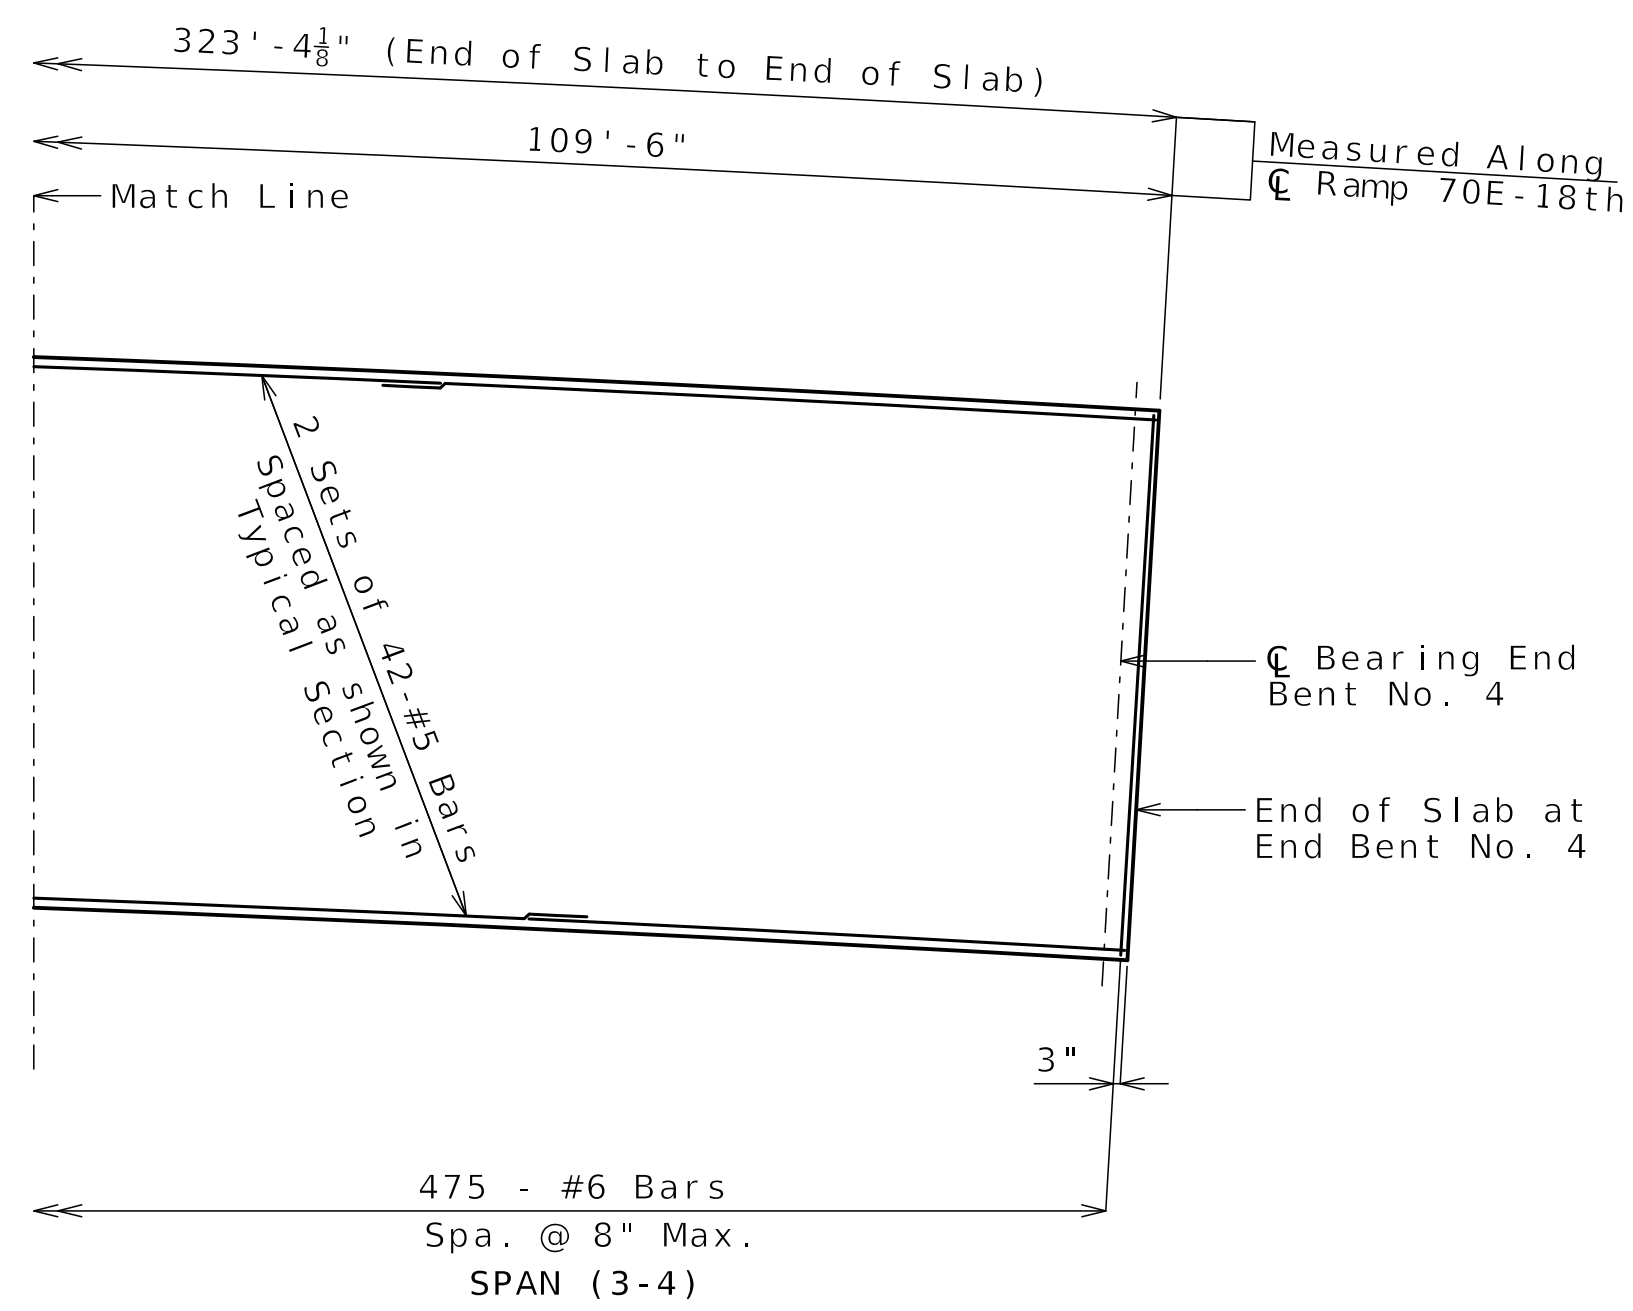 323'-4 1/8" (End of Slab to End of Slab)
109'-6"
Measured Along
℄ Ramp 70E-18th
Match Line
2 Sets of 42-#5 Bars
Spaced as shown in
Typical Section
℄ Bearing End
Bent No. 4
End of Slab at
End Bent No. 4
3"
475 - #6 Bars
Spa. @ 8" Max.
SPAN (3-4)